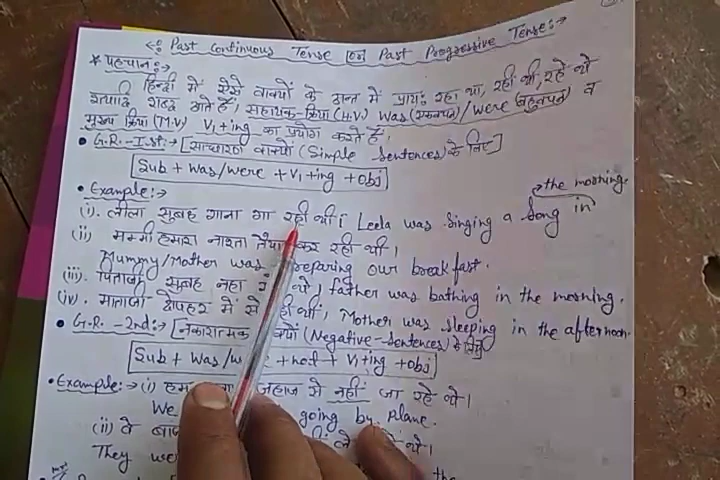 Past Continuous Tense or Past Progressive Tense:→
* पहचान:→
हिन्दी में ऐसे वाक्यों के अन्त में प्रायः रहा था, रही थी, रहे थे
इत्यादि शब्द आते हैं। सहायक-क्रिया (H.V.) Was (एकवचन)/Were (बहुवचन) व
मुख्य क्रिया (M.V) V₁+ing का प्रयोग करते हैं।
• G.R.-Ist:→ [साधारण वाक्यों (Simple Sentences) के लिए]
Sub + was/were + V₁+ing + obj
• Example:→
the morning.
(i). लीला सुबह गाना गा रही थी। Leela was singing a song in
(ii) मम्मी हमारा नाश्ता कर रही थी।
Mummy/Mother was preparing our breakfast.
(iii). पिताजी सुबह नहा थे। father was bathing in the morning.
(iv). माताजी दोपहर में थी। Mother was sleeping in the afternoon.
• G.R.-2nd:→ [नकारात्मक वाक्यों (Negative-Sentences) के लिए]
Sub + was/ + not + V₁+ing + obj
• Example:→ (i) जहाज से नहीं जा रहे थे।
We going by plane.
(ii) वे थे।
They
the